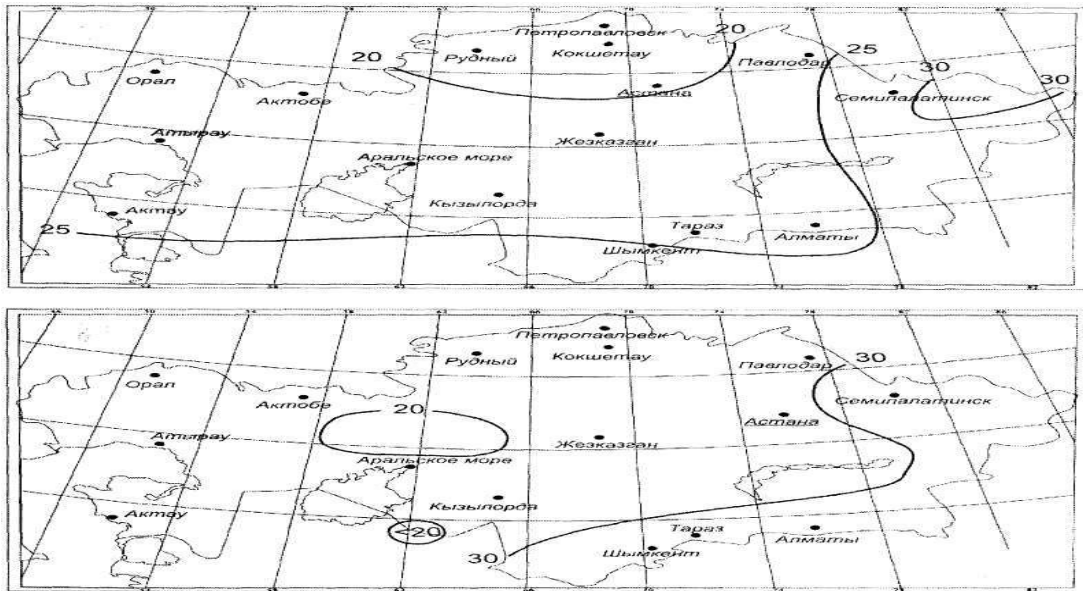 Петропавловск
20
Рудный
Кокшетау
25
20
Павлодар
30
30
Орал
Актобе
Астана
Семипалатинск
Атырау
Жезказган
Аральское море
Актау
Кызылорда
25
Тараз
Алматы
Шымкент
Петропавловск
Рудный
Кокшетау
Павлодар
30
Орал
Актобе
20
Семипалатинск
Астана
Атырау
Жезказган
Аральское море
Актау
Кызылорда
20
Тараз
Алматы
30
Шымкент